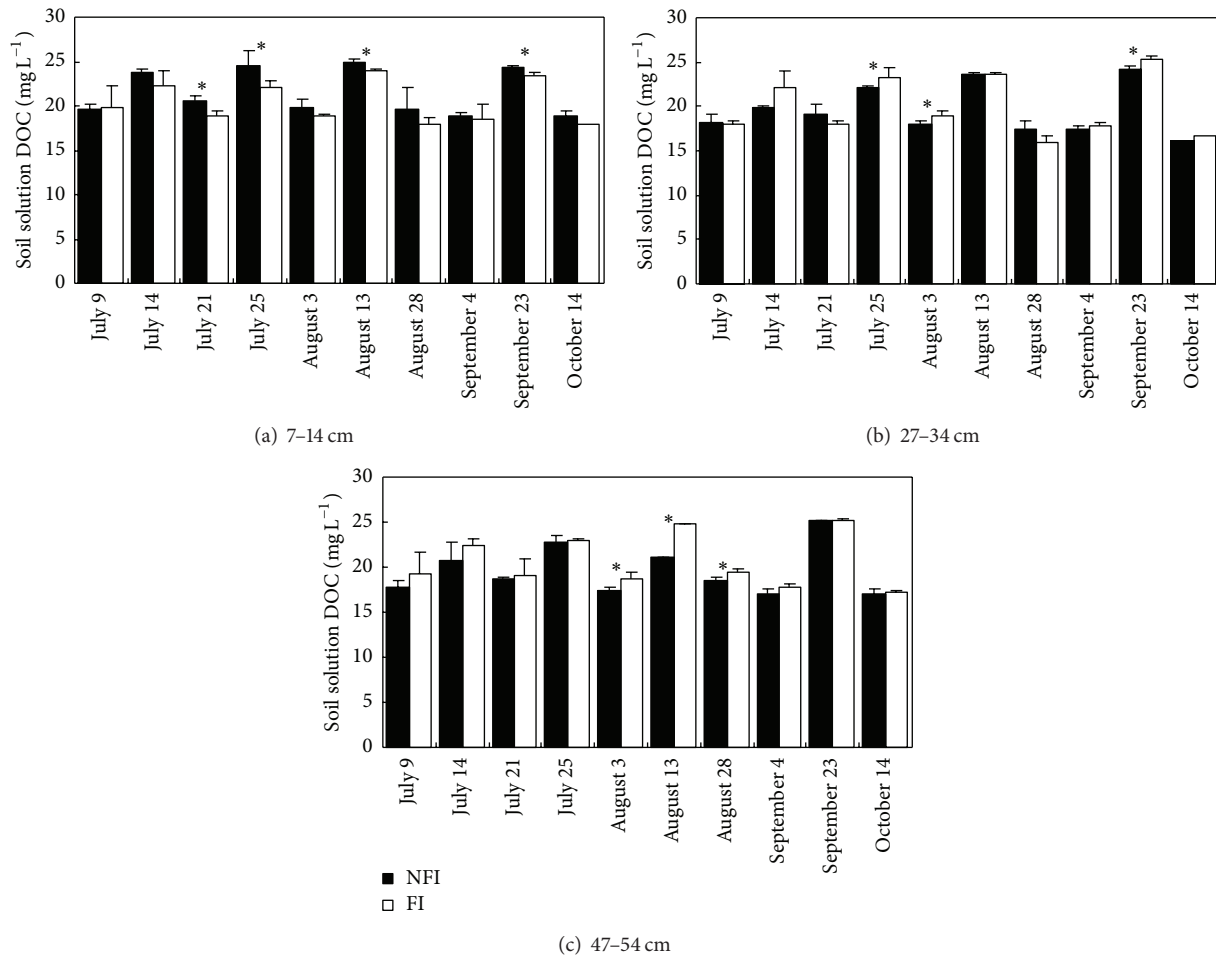 30
25
20
15
10
5
0
Soil solution DOC (mg L⁻¹)
*
*
*
*
July 9
July 14
July 21
July 25
August 3
August 13
August 28
September 4
September 23
October 14
(a) 7–14 cm
30
25
20
15
10
5
0
Soil solution DOC (mg L⁻¹)
*
*
*
July 9
July 14
July 21
July 25
August 3
August 13
August 28
September 4
September 23
October 14
(b) 27–34 cm
30
25
20
15
10
5
0
Soil solution DOC (mg L⁻¹)
*
*
*
July 9
July 14
July 21
July 25
August 3
August 13
August 28
September 4
September 23
October 14
NFI
FI
(c) 47–54 cm